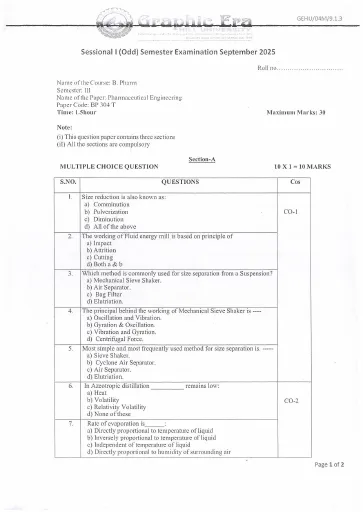 GEHU/04M/9.1.3
Graphic Era
Sessional I (Odd) Semester Examination September 2025
Roll no.
Name of the Course: B. Pharm
Semester: III
Name of the Paper: Pharmaceutical Engineering
Paper Code: BP 304 T
Time: 1.5hour Maximum Marks: 30
Note:
(i) This question paper contains three sections
(ii) All the sections are compulsory
Section-A
MULTIPLE CHOICE QUESTION 10 X 1 = 10 MARKS
S.NO. QUESTIONS Cos
1. Size reduction is also known as:
a) Comminution
b) Pulverization CO-1
c) Diminution
d) All of the above
2. The working of Fluid energy mill is based on principle of
a) Impact
b) Attrition
c) Cutting
d) Both a & b
3. Which method is commonly used for size separation from a Suspension?
a) Mechanical Sieve Shaker.
b) Air Separator.
c) Bag Filter
d) Elutriation.
4. The principal behind the working of Mechanical Sieve Shaker is ----
a) Oscillation and Vibration.
b) Gyration & Oscillation.
c) Vibration and Gyration.
d) Centrifugal Force.
5. Most simple and most frequently used method for size separation is -----
a) Sieve Shaker.
b) Cyclone Air Separator.
c) Air Separator.
d) Elutriation.
6. In Azeotropic distillation __________ remains low:
a) Heat
b) Volatility CO-2
c) Relativity Volatility
d) None of these
7. Rate of evaporation is______:
a) Directly proportional to temperature of liquid
b) Inversely proportional to temperature of liquid
c) Independent of temperature of liquid
d) Directly proportional to humidity of surrounding air
Page 1 of 2